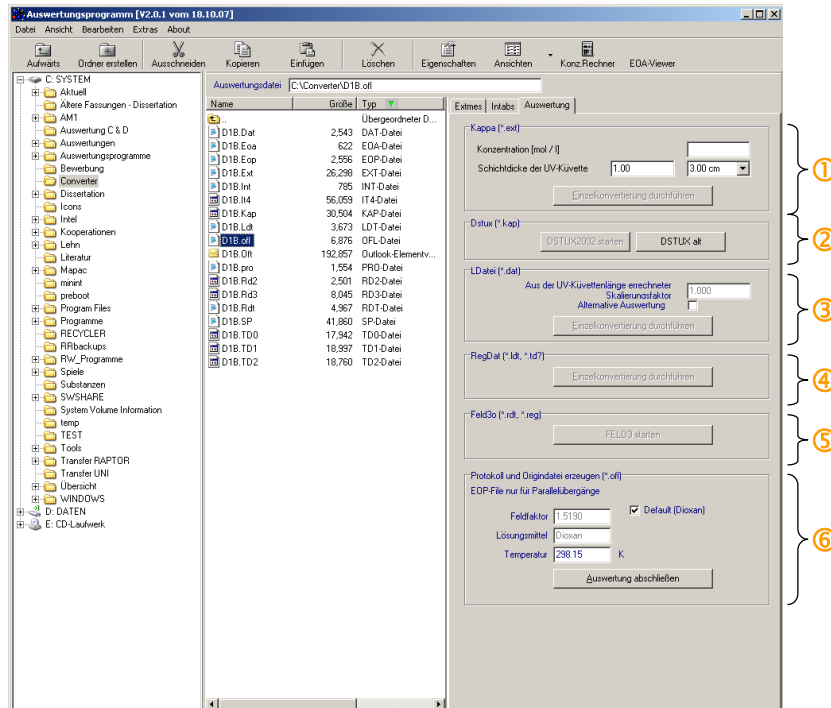 Auswertungsprogramm [V2.0.1 vom 18.10.07]
Datei Ansicht Bearbeiten Extras About
Aufwärts Ordner erstellen Ausschneiden Kopieren Einfügen Löschen Eigenschaften Ansichten Konz.Rechner EOA-Viewer
C: SYSTEM
Aktuell
Ältere Fassungen - Dissertation
AM1
Auswertung C & D
Auswertungen
Auswertungsprogramme
Bewerbung
Converter
Dissertation
Icons
Intel
Kooperationen
Lehn
Literatur
Mapac
minint
preboot
Program Files
Programme
RECYCLER
RRbackups
RW_Programme
Spiele
Substanzen
SWSHARE
System Volume Information
temp
TEST
Tools
Transfer RAPTOR
Transfer UNI
Übersicht
WINDOWS
D: DATEN
E: CD-Laufwerk
Auswertungsdatei C:\Converter\D1B.ofl
Name Größe Typ
.. Übergeordneter D...
D1B.Dat 2,543 DAT-Datei
D1B.Eoa 622 EOA-Datei
D1B.Eop 2,556 EOP-Datei
D1B.Ext 26,298 EXT-Datei
D1B.Int 785 INT-Datei
D1B.It4 56,059 IT4-Datei
D1B.Kap 30,504 KAP-Datei
D1B.Ldt 3,673 LDT-Datei
D1B.ofl 6,876 OFL-Datei
D1B.Oft 192,857 Outlook-Elementv...
D1B.pro 1,554 PRO-Datei
D1B.Rd2 2,501 RD2-Datei
D1B.Rd3 8,045 RD3-Datei
D1B.Rdt 4,967 RDT-Datei
D1B.SP 41,860 SP-Datei
D1B.TD0 17,942 TD0-Datei
D1B.TD1 18,997 TD1-Datei
D1B.TD2 18,760 TD2-Datei
Extmes Intabs Auswertung
Kappa (*.ext)
Konzentration [mol / l]
Schichtdicke der UV-Küvette 1.00 3.00 cm
Einzelkonvertierung durchführen
①
Dstux (*.kap)
DSTUX2002 starten DSTUX alt
②
LDatei (*.dat)
Aus der UV-Küvettenlänge errechneter
Skalierungsfaktor 1.000
Alternative Auswertung
Einzelkonvertierung durchführen
③
RegDat (*.ldt, *.td?)
Einzelkonvertierung durchführen
④
Feld3o (*.rdt, *.reg)
FELD3 starten
⑤
Protokoll und Origindatei erzeugen (*.ofl)
EOP-File nur für Parallelübergänge
Feldfaktor 1.5190 Default (Dioxan)
Lösungsmittel Dioxan
Temperatur 298.15 K
Auswertung abschließen
⑥